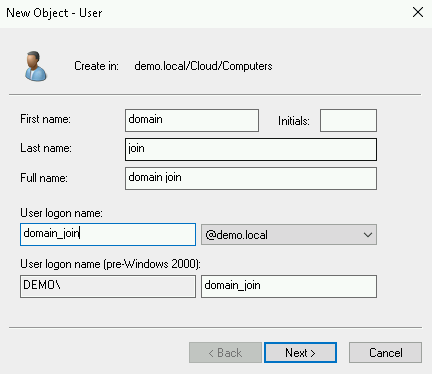 New Object - User
Create in: demo.local/Cloud/Computers
First name: domain Initials:
Last name: join
Full name: domain join
User logon name:
domain_join @demo.local
User logon name (pre-Windows 2000):
DEMO\ domain_join
< Back Next > Cancel